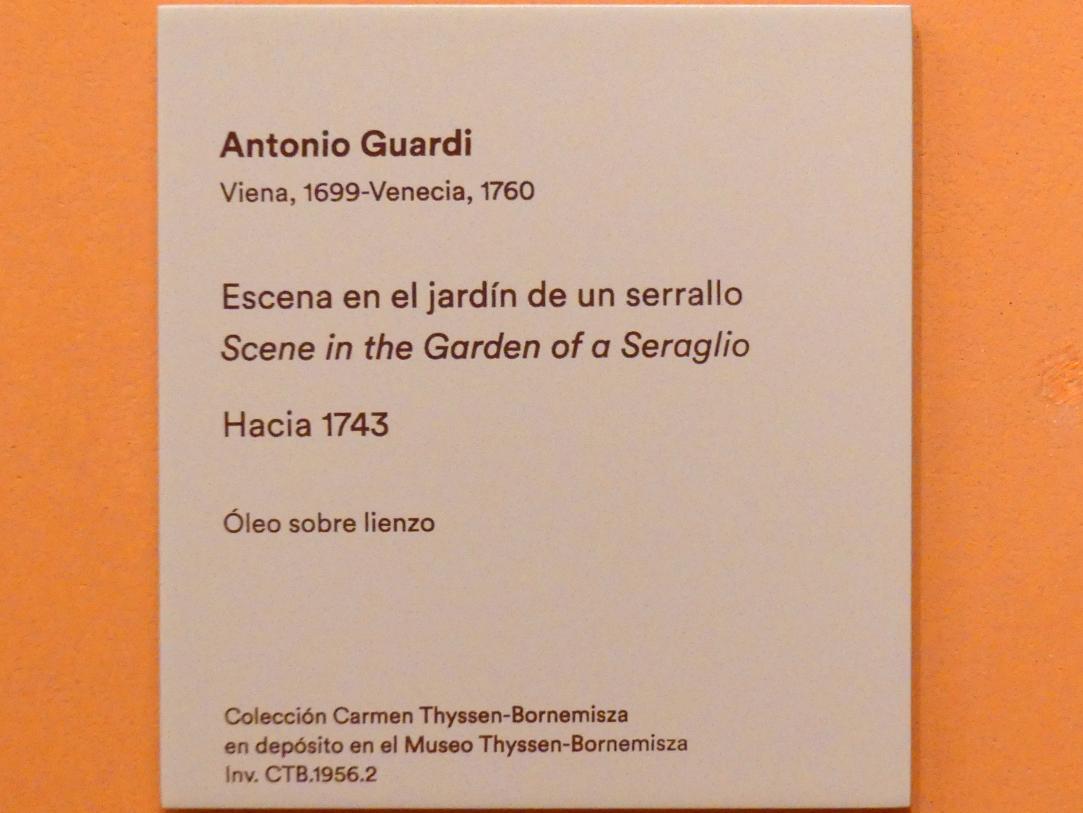 Antonio Guardi
Viena, 1699-Venecia, 1760
Escena en el jardín de un serrallo
Scene in the Garden of a Seraglio
Hacia 1743
Óleo sobre lienzo
Colección Carmen Thyssen-Bornemisza
en depósito en el Museo Thyssen-Bornemisza
Inv. CTB.1956.2